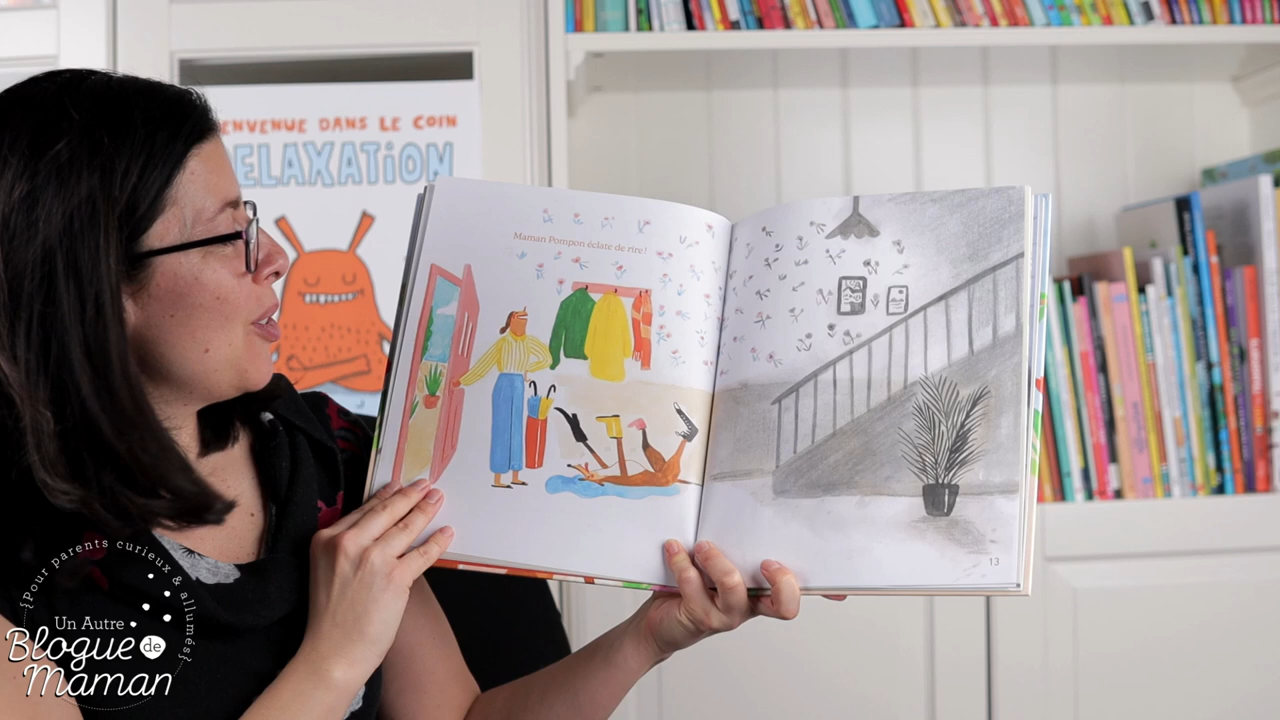 ENVENUE DANS LE COIN
ELAXATION
Maman Pompon éclate de rire!
13
{Pour parents curieux & allumés}
Un Autre
Blogue de
Maman